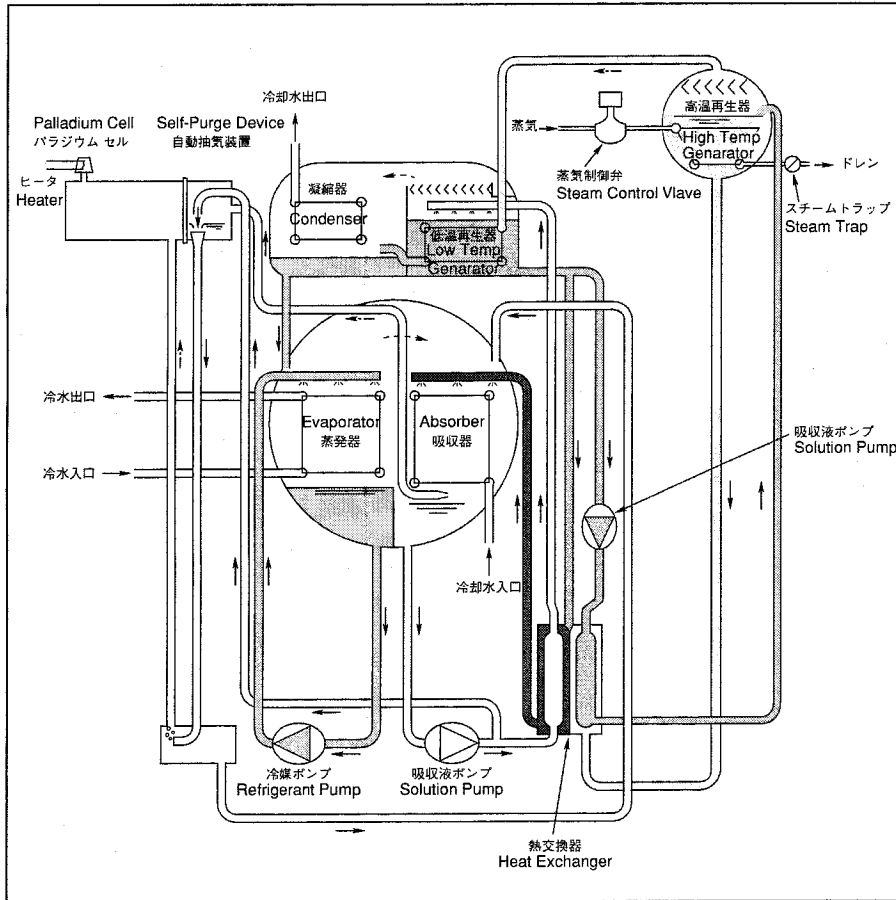 冷却水出口
Palladium Cell
パラジウム セル
Self-Purge Device
自動抽気装置
ヒータ
Heater
凝縮器
Condenser
低温再生器
Low Temp
Genarator
蒸気
蒸気制御弁
Steam Control Vlave
高温再生器
High Temp
Genarator
ドレン
スチームトラップ
Steam Trap
冷水出口
冷水入口
Evaporator
蒸発器
Absorber
吸収器
吸収液ポンプ
Solution Pump
冷却水入口
冷媒ポンプ
Refrigerant Pump
吸収液ポンプ
Solution Pump
熱交換器
Heat Exchanger